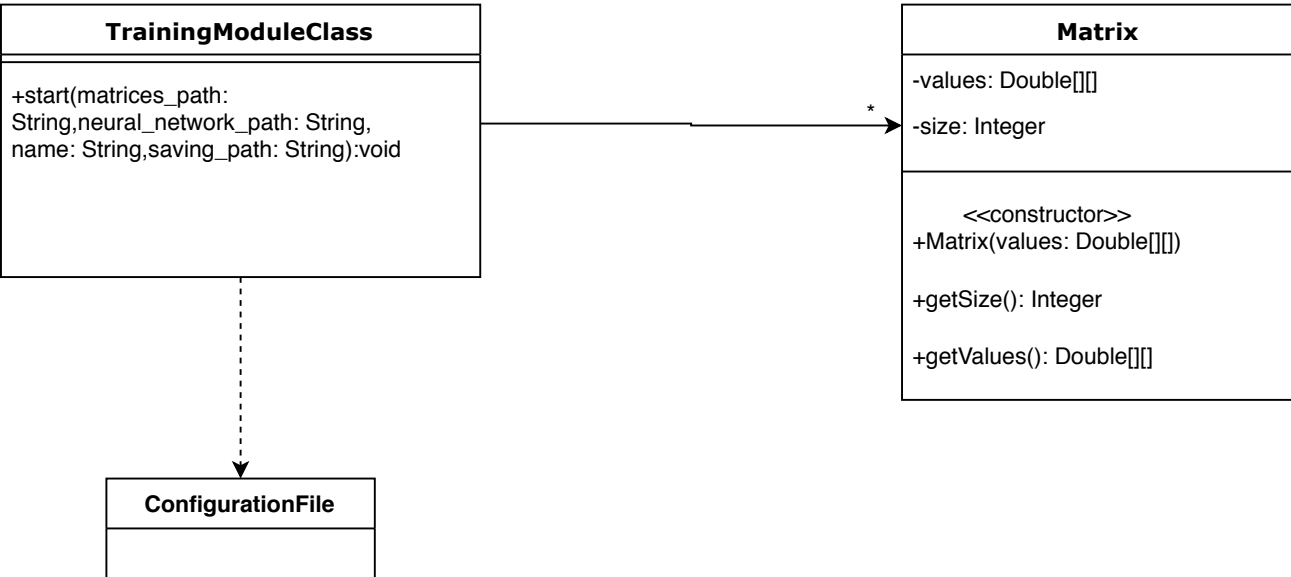 TrainingModuleClass
+start(matrices_path:
String,neural_network_path: String,
name: String,saving_path: String):void
*
Matrix
-values: Double[][]
-size: Integer
<<constructor>>
+Matrix(values: Double[][])
+getSize(): Integer
+getValues(): Double[][]
ConfigurationFile